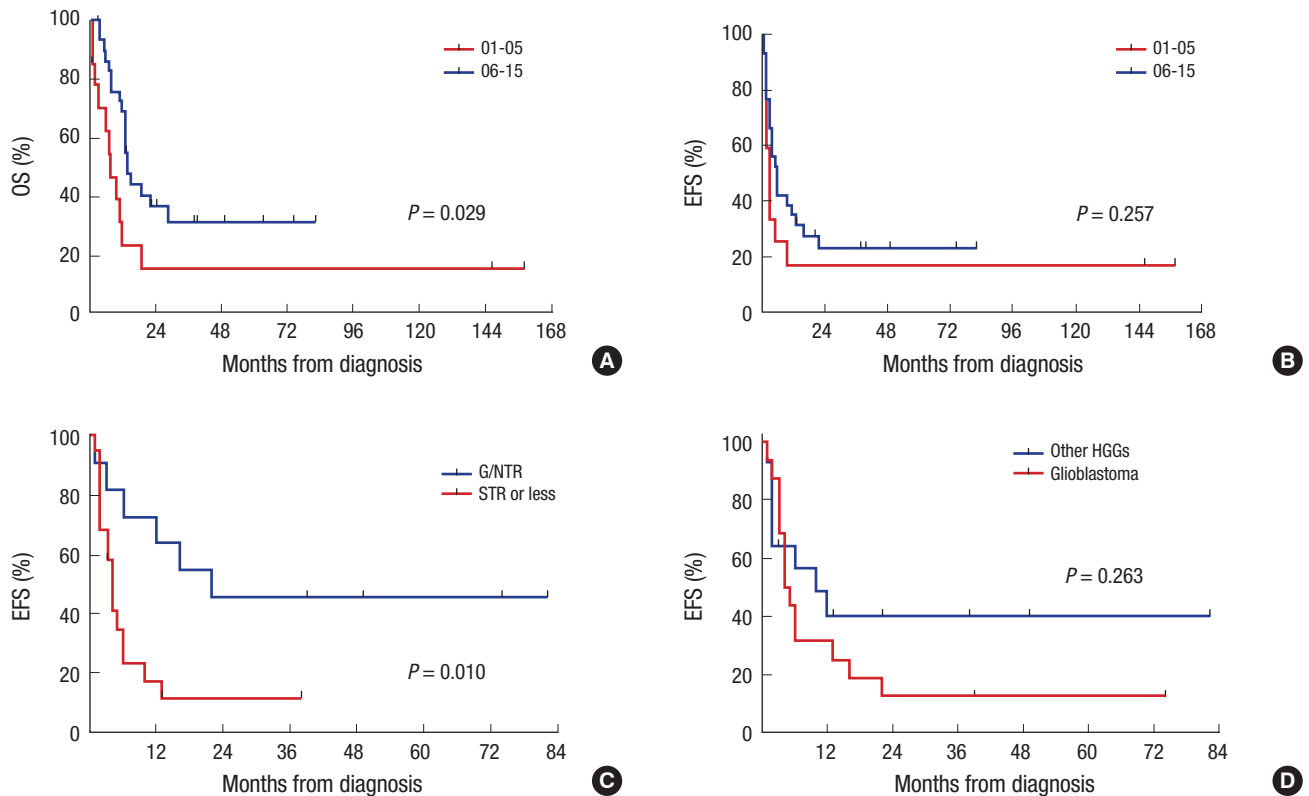 100
80
60
40
20
0
OS (%)
01-05
06-15
P = 0.029
24 48 72 96 120 144 168
Months from diagnosis
A
100
80
60
40
20
0
EFS (%)
01-05
06-15
P = 0.257
24 48 72 96 120 144 168
Months from diagnosis
B
100
80
60
40
20
0
EFS (%)
G/NTR
STR or less
P = 0.010
12 24 36 48 60 72 84
Months from diagnosis
C
100
80
60
40
20
0
EFS (%)
Other HGGs
Glioblastoma
P = 0.263
12 24 36 48 60 72 84
Months from diagnosis
D